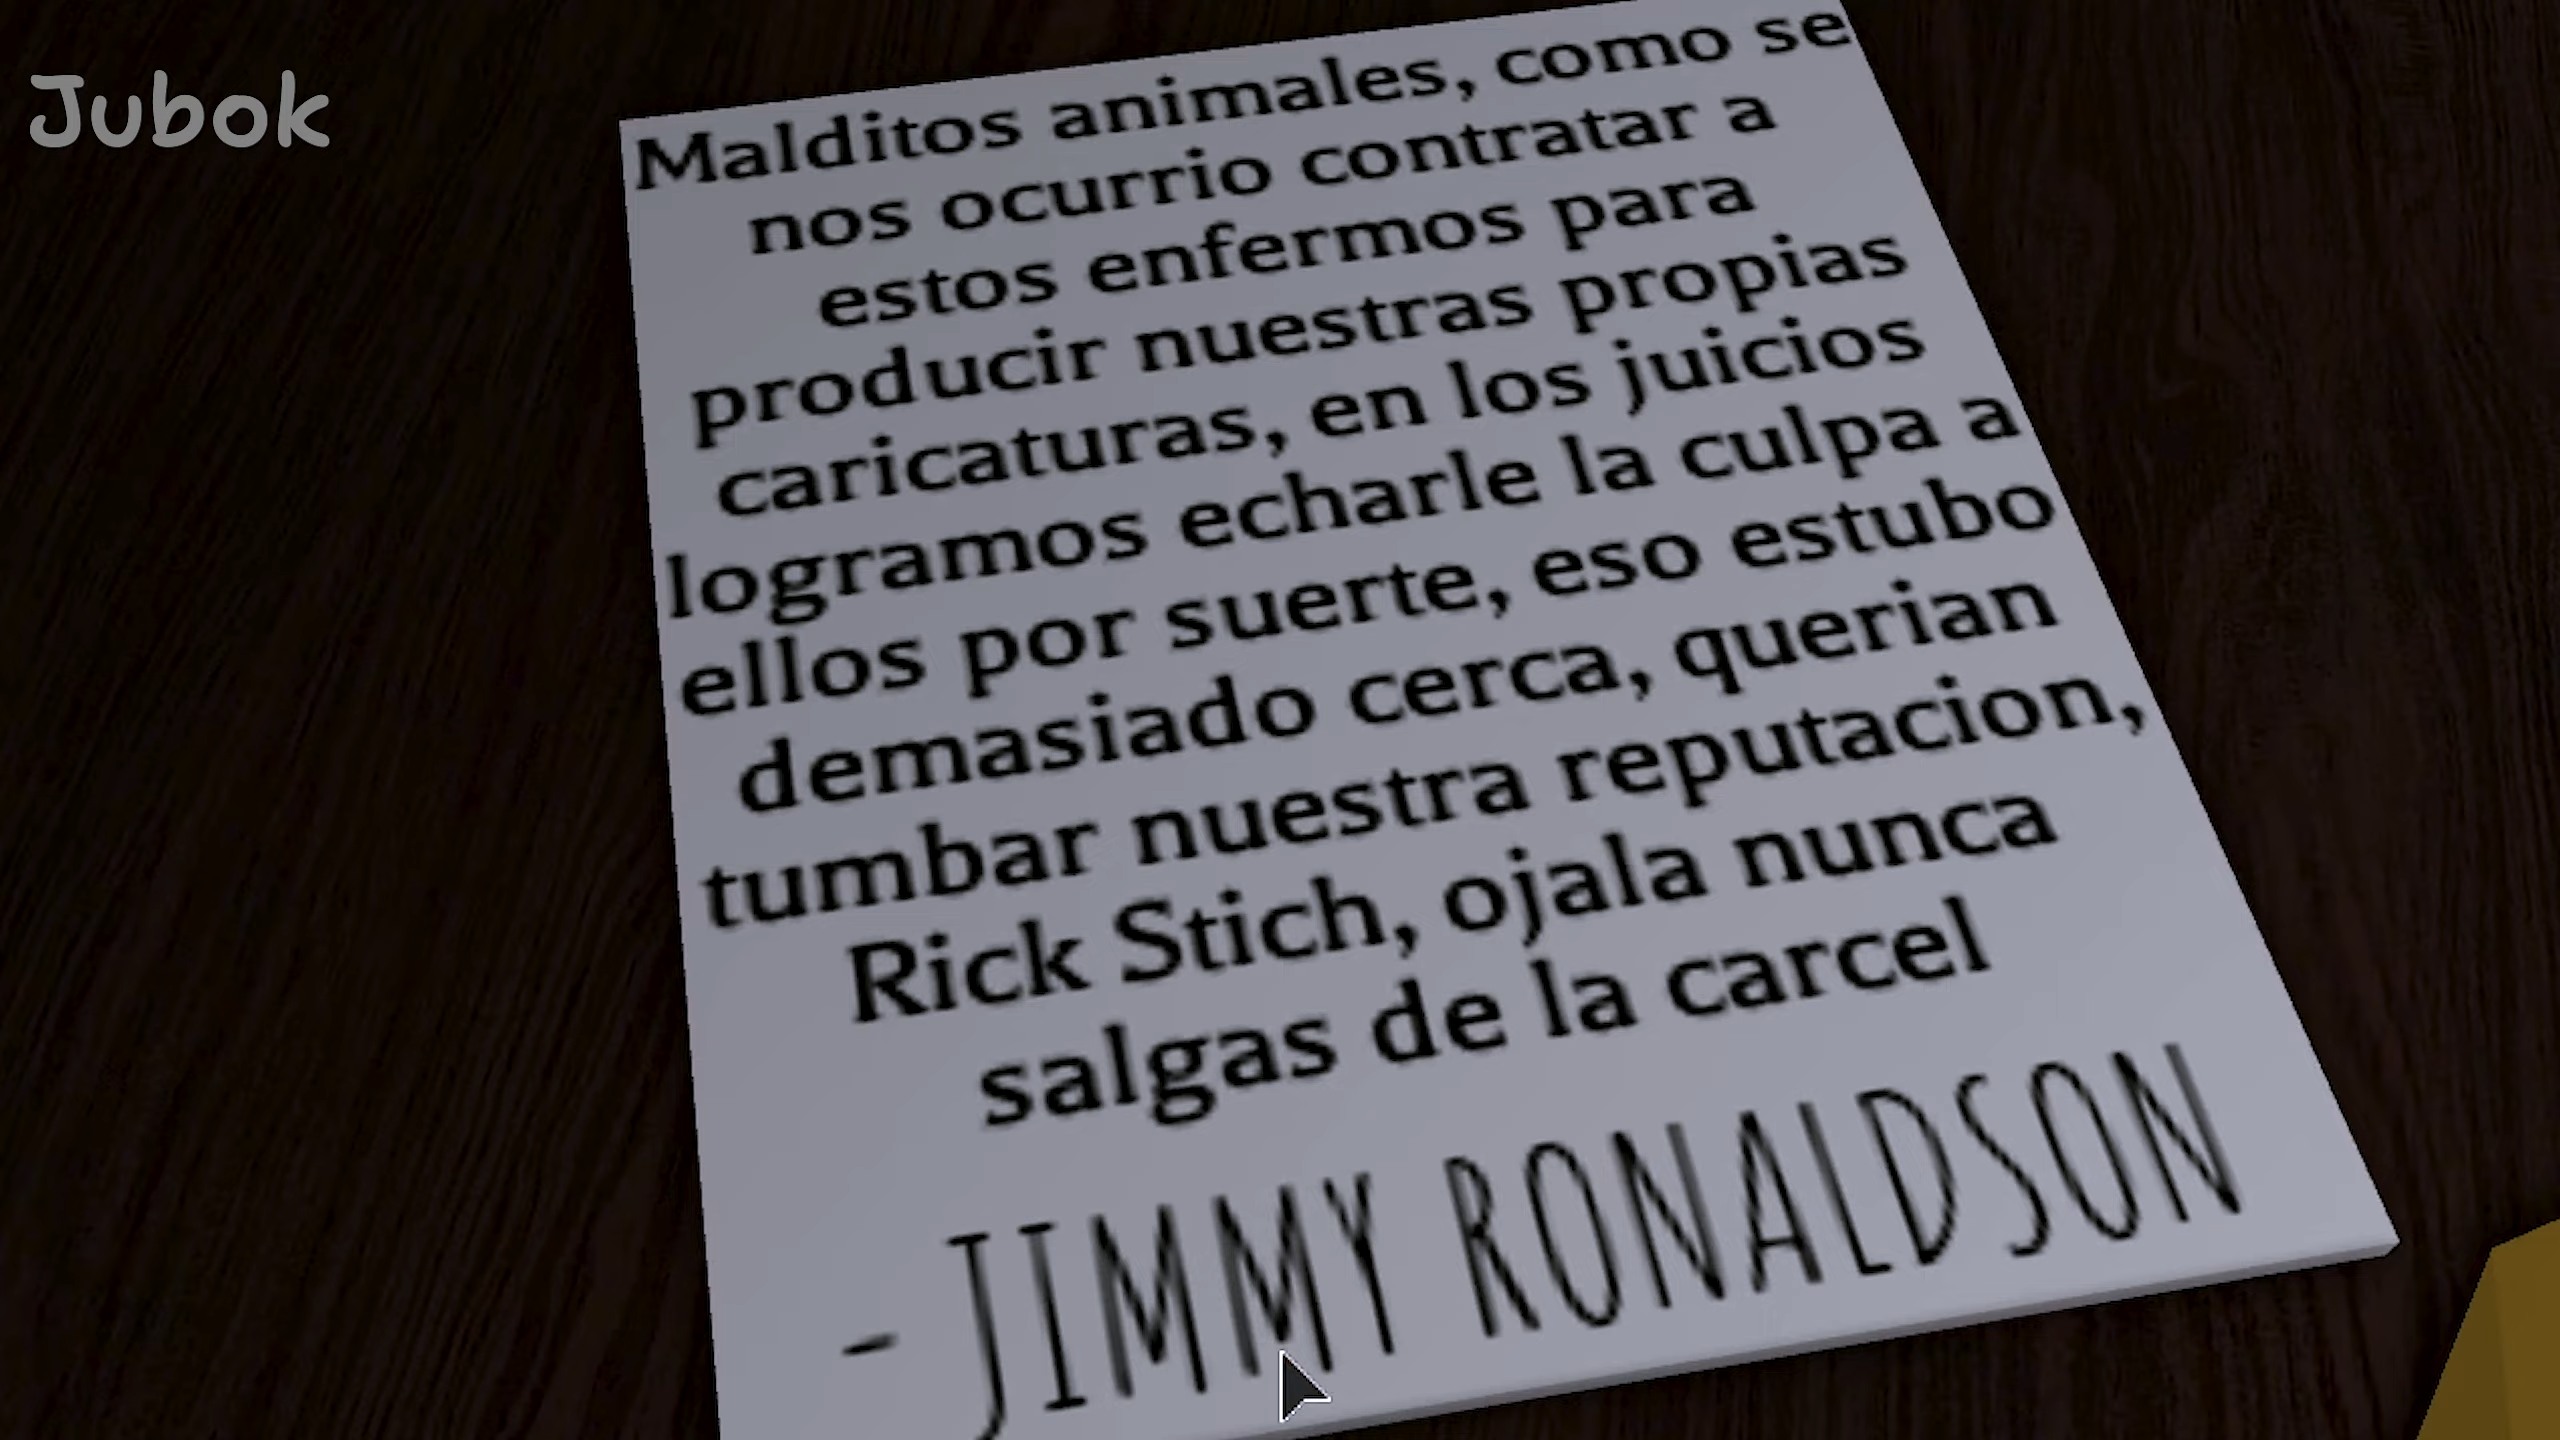 Jubok
Malditos animales, como se
nos ocurrio contratar a
estos enfermos para
producir nuestras propias
caricaturas, en los juicios
logramos echarle la culpa a
ellos por suerte, eso estubo
demasiado cerca, querian
tumbar nuestra reputacion,
Rick Stich, ojala nunca
salgas de la carcel
- JIMMY RONALDSON